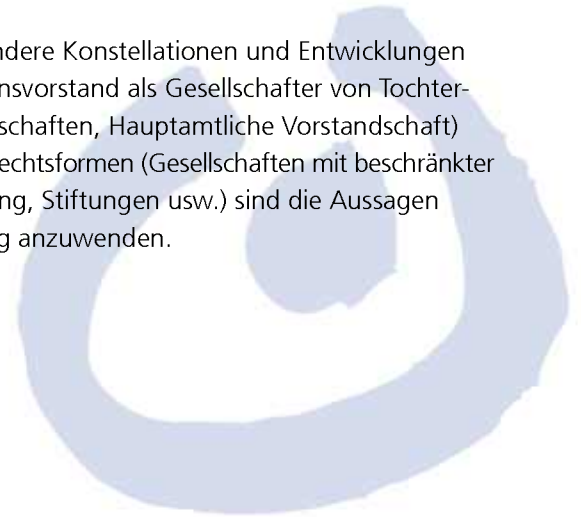 ndere Konstellationen und Entwicklungen
nsvorstand als Gesellschafter von Tochter-
schaften, Hauptamtliche Vorstandschaft)
echtsformen (Gesellschaften mit beschränkter
ng, Stiftungen usw.) sind die Aussagen
g anzuwenden.